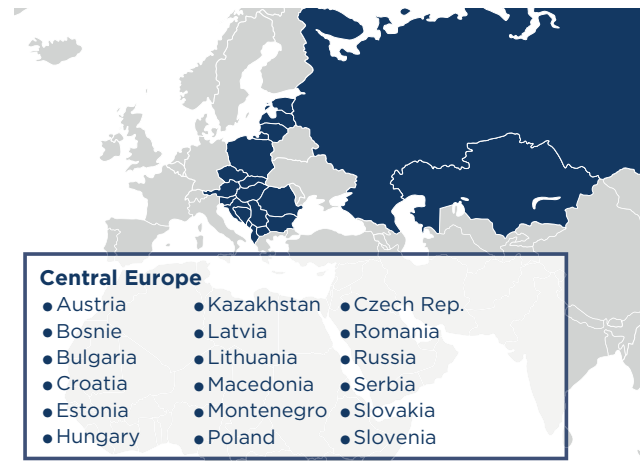 Central Europe
• Austria
• Bosnie
• Bulgaria
• Croatia
• Estonia
• Hungary
• Kazakhstan
• Latvia
• Lithuania
• Macedonia
• Montenegro
• Poland
• Czech Rep.
• Romania
• Russia
• Serbia
• Slovakia
• Slovenia